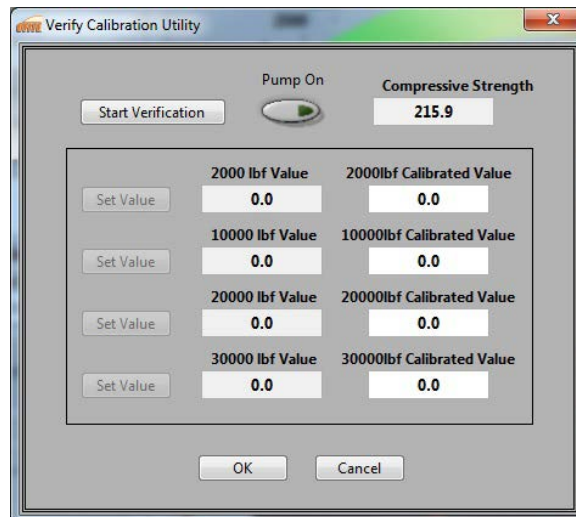 Verify Calibration Utility
Pump On
Compressive Strength
Start Verification
215.9
2000 lbf Value
2000lbf Calibrated Value
Set Value
0.0
0.0
10000 lbf Value
10000lbf Calibrated Value
Set Value
0.0
0.0
20000 lbf Value
20000lbf Calibrated Value
Set Value
0.0
0.0
30000 lbf Value
30000lbf Calibrated Value
Set Value
0.0
0.0
OK
Cancel